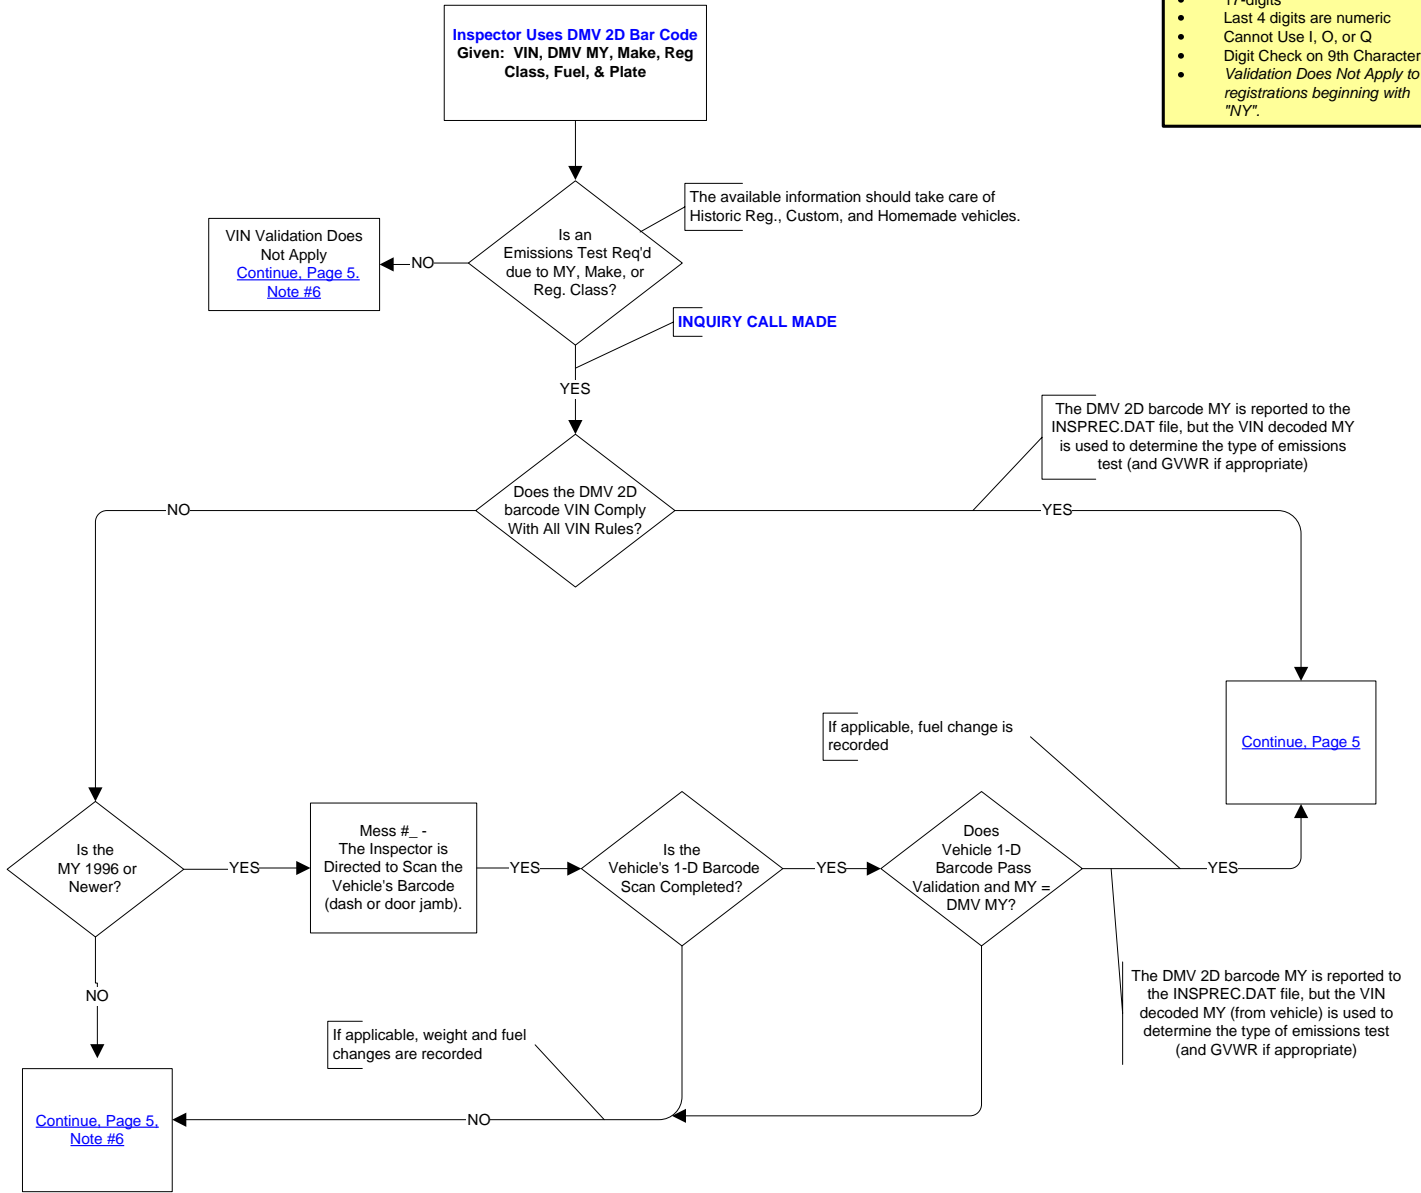 Inspector Uses DMV 2D Bar Code
Given:  VIN, DMV MY, Make, Reg
Class, Fuel, & Plate
17-digits
Last 4 digits are numeric
Cannot Use I, O, or Q
Digit Check on 9th Character
Validation Does Not Apply to
registrations beginning with
"NY".
The available information should take care of
Historic Reg., Custom, and Homemade vehicles.
Is an
Emissions Test Req'd
due to MY, Make, or
Reg. Class?
NO
VIN Validation Does
Not Apply
Continue, Page 5.
Note #6
INQUIRY CALL MADE
YES
The DMV 2D barcode MY is reported to the
INSPREC.DAT file, but the VIN decoded MY
is used to determine the type of emissions
test (and GVWR if appropriate)
Does the DMV 2D
barcode VIN Comply
With All VIN Rules?
NO
YES
Continue, Page 5
If applicable, fuel change is
recorded
Is the
MY 1996 or
Newer?
YES
Mess #_ -
The Inspector is
Directed to Scan the
Vehicle's Barcode
(dash or door jamb).
YES
Is the
Vehicle's 1-D Barcode
Scan Completed?
YES
Does
Vehicle 1-D
Barcode Pass
Validation and MY =
DMV MY?
YES
NO
The DMV 2D barcode MY is reported to
the INSPREC.DAT file, but the VIN
decoded MY (from vehicle) is used to
determine the type of emissions test
(and GVWR if appropriate)
If applicable, weight and fuel
changes are recorded
NO
Continue, Page 5,
Note #6